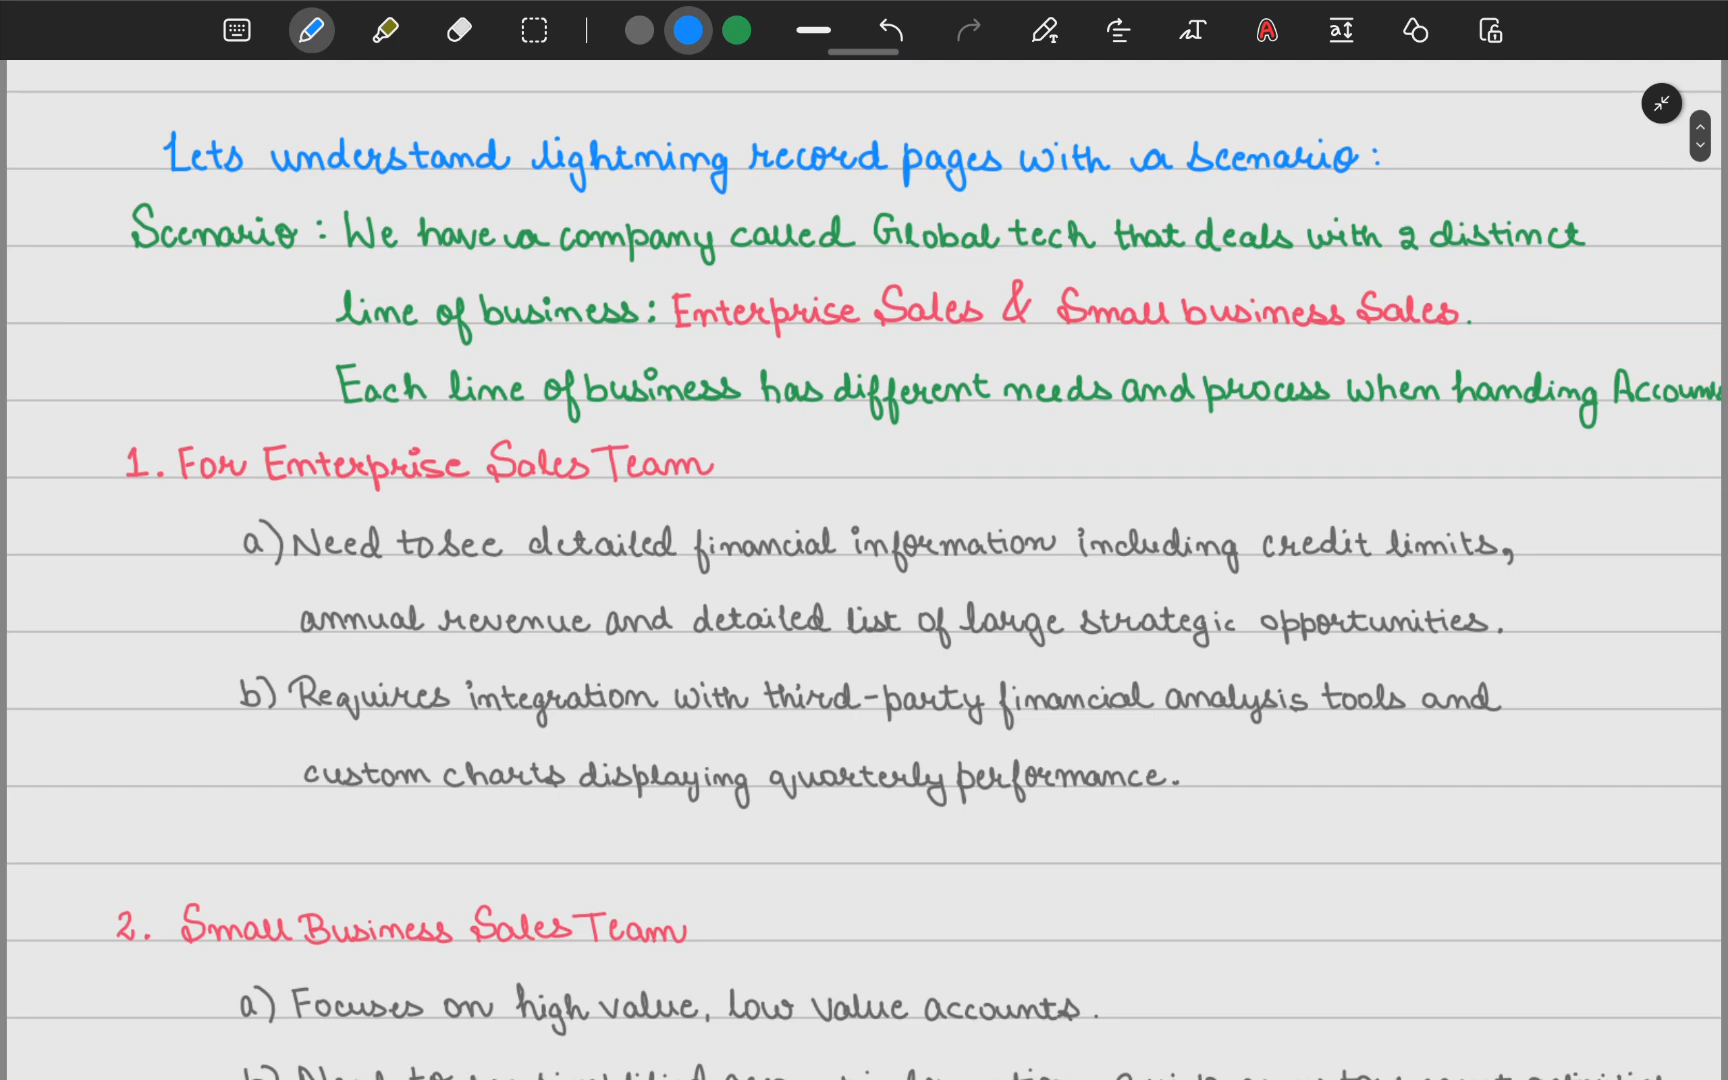 Lets understand lightning record pages with a scenario:
Scenario: We have a company called Global tech that deals with 2 distinct
line of business: Enterprise Sales & Small business Sales.
Each line of business has different needs and process when handing
1. For Enterprise Sales Team
a) Need to see detailed financial information including credit limits,
annual revenue and detailed list of large strategic opportunities.
b) Requires integration with third-party financial analysis tools and
custom charts displaying quarterly performance.
2. Small Business Sales Team
a) Focuses on high value, low value accounts.